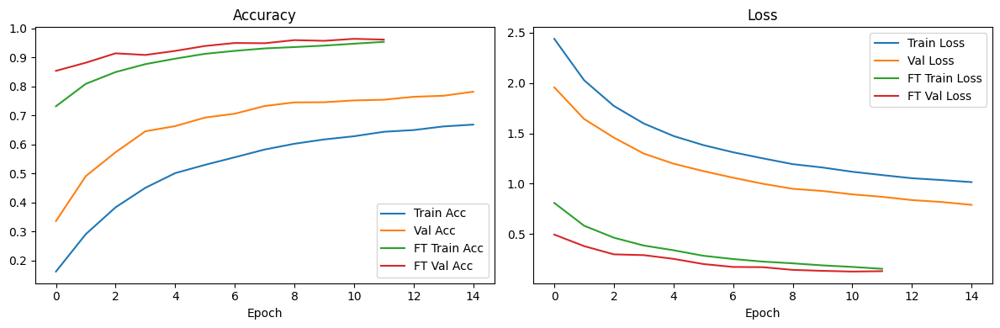 Accuracy
1.0
0.9
0.8
0.7
0.6
0.5
0.4
0.3
0.2
0 2 4 6 8 10 12 14
Epoch
Train Acc
Val Acc
FT Train Acc
FT Val Acc
Loss
2.5
2.0
1.5
1.0
0.5
0 2 4 6 8 10 12 14
Epoch
Train Loss
Val Loss
FT Train Loss
FT Val Loss